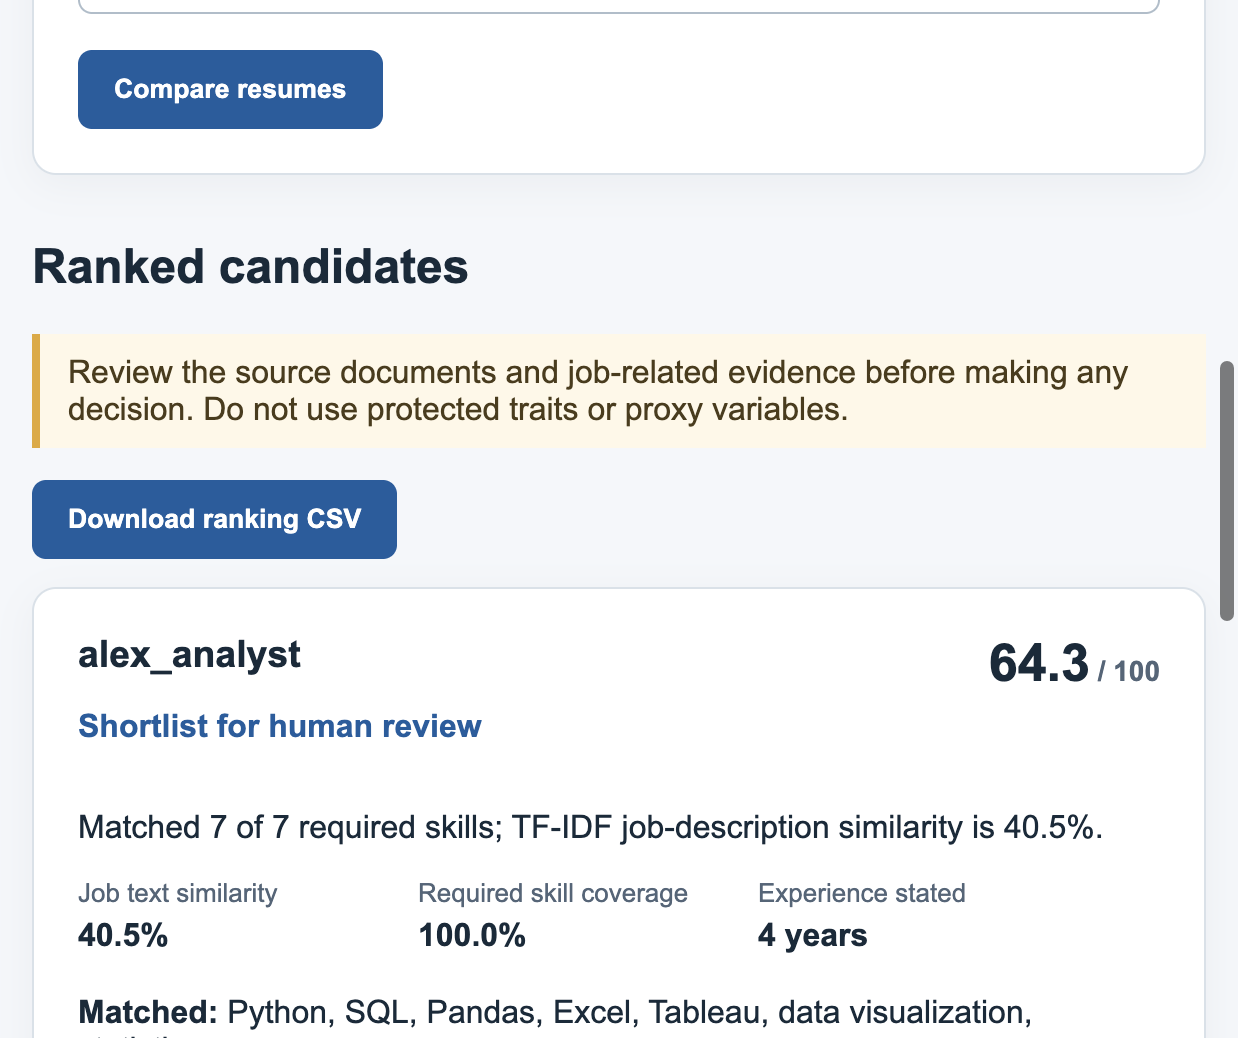 Compare resumes
Ranked candidates
Review the source documents and job-related evidence before making any
decision. Do not use protected traits or proxy variables.
Download ranking CSV
alex_analyst
64.3 / 100
Shortlist for human review
Matched 7 of 7 required skills; TF-IDF job-description similarity is 40.5%.
Job text similarity
40.5%
Required skill coverage
100.0%
Experience stated
4 years
Matched: Python, SQL, Pandas, Excel, Tableau, data visualization,